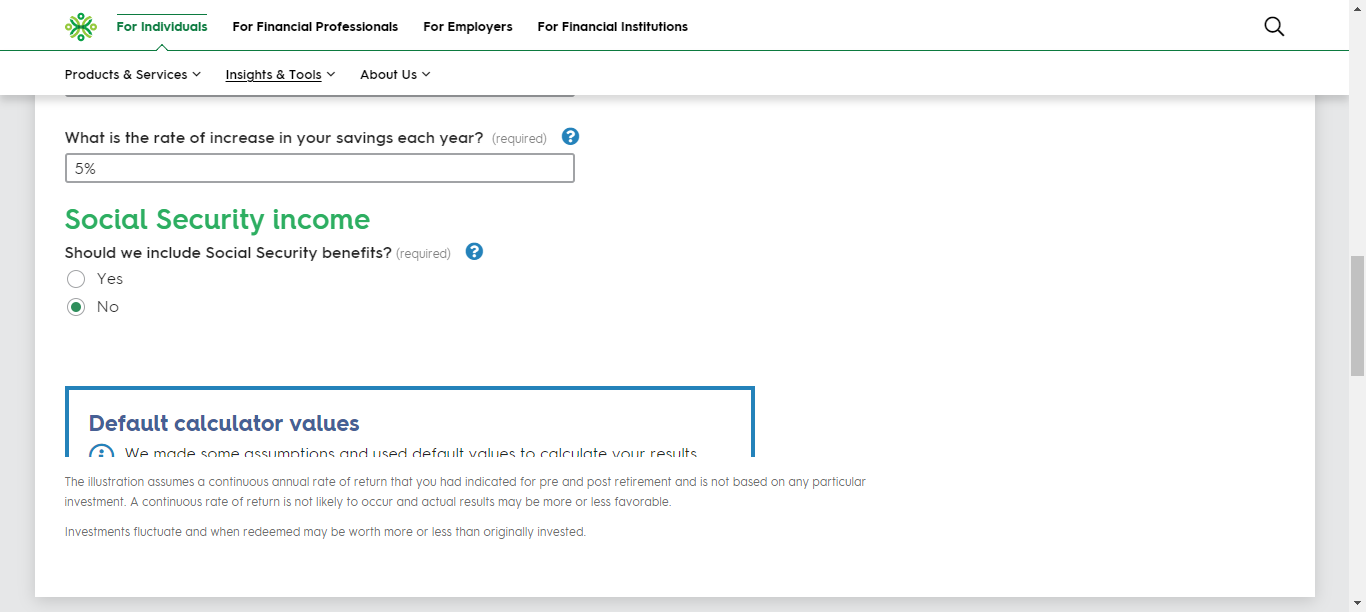 For Individuals For Financial Professionals For Employers For Financial Institutions
Products & Services Insights & Tools About Us
What is the rate of increase in your savings each year? (required) ?
5%
Social Security income
Should we include Social Security benefits? (required) ?
Yes
No
Default calculator values
We made some assumptions and used default values to calculate your results.
The illustration assumes a continuous annual rate of return that you had indicated for pre and post retirement and is not based on any particular
investment. A continuous rate of return is not likely to occur and actual results may be more or less favorable.
Investments fluctuate and when redeemed may be worth more or less than originally invested.